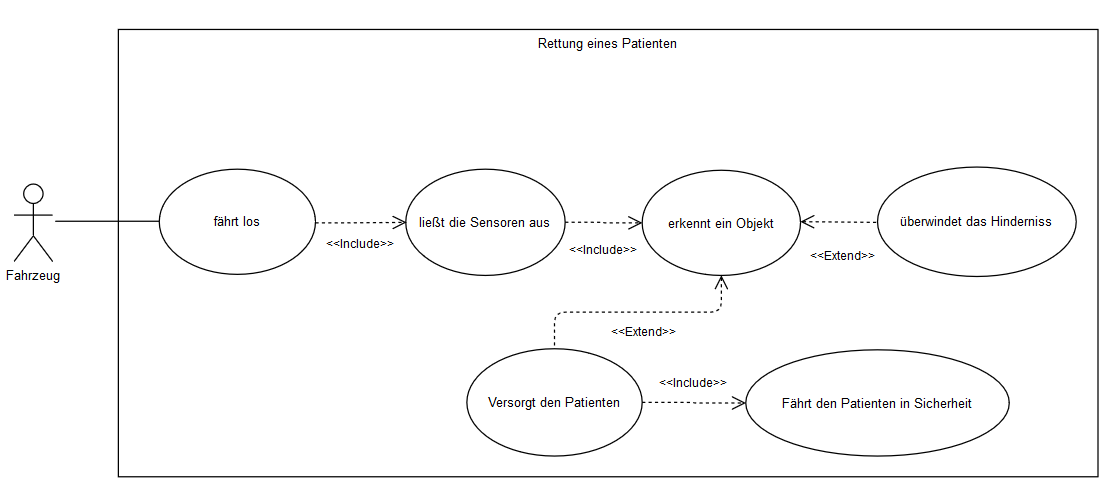 Rettung eines Patienten
fährt los
ließt die Sensoren aus
erkennt ein Objekt
überwindet das Hinderniss
<<Include>>
<<Include>>
<<Extend>>
Fahrzeug
<<Extend>>
Versorgt den Patienten
<<Include>>
Fährt den Patienten in Sicherheit